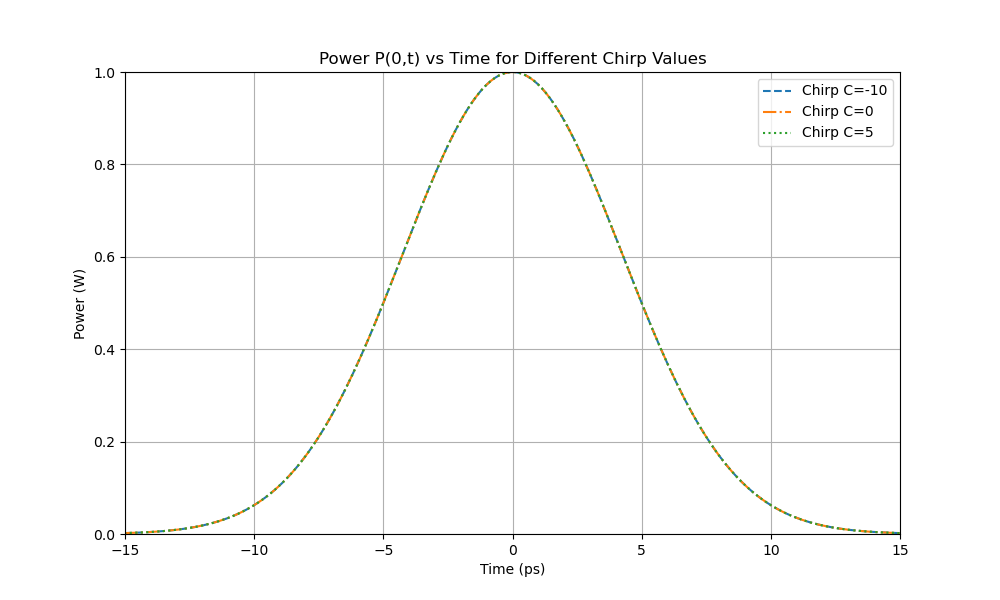 Power P(0,t) vs Time for Different Chirp Values
Chirp C=-10
Chirp C=0
Chirp C=5
Power (W)
1.0
0.8
0.6
0.4
0.2
0.0
−15 −10 −5 0 5 10 15
Time (ps)